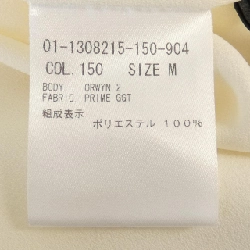 01-1308215-150-904
COL. 150 SIZE M
BODY ORWYN 2
FABRIC PRIME GGT
組成表示
ポリエステル 100%